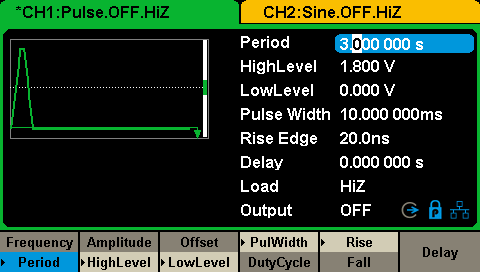 *CH1:Pulse.OFF.HiZ CH2:Sine.OFF.HiZ
Period 3.000 000 s
HighLevel 1.800 V
LowLevel 0.000 V
Pulse Width 10.000 000ms
Rise Edge 20.0ns
Delay 0.000 000 s
Load HiZ
Output OFF
Frequency Amplitude Offset PulWidth Rise Delay
Period HighLevel LowLevel DutyCycle Fall